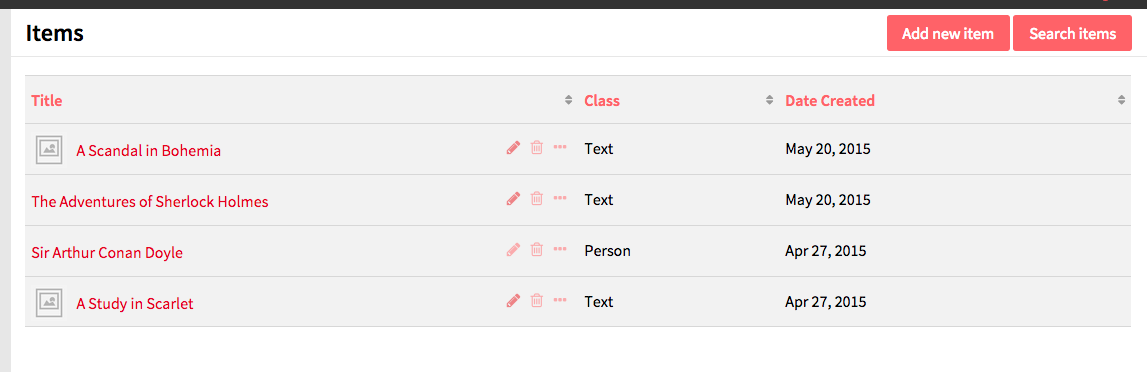 Items Add new item Search items
Title Class Date Created
A Scandal in Bohemia Text May 20, 2015
The Adventures of Sherlock Holmes Text May 20, 2015
Sir Arthur Conan Doyle Person Apr 27, 2015
A Study in Scarlet Text Apr 27, 2015